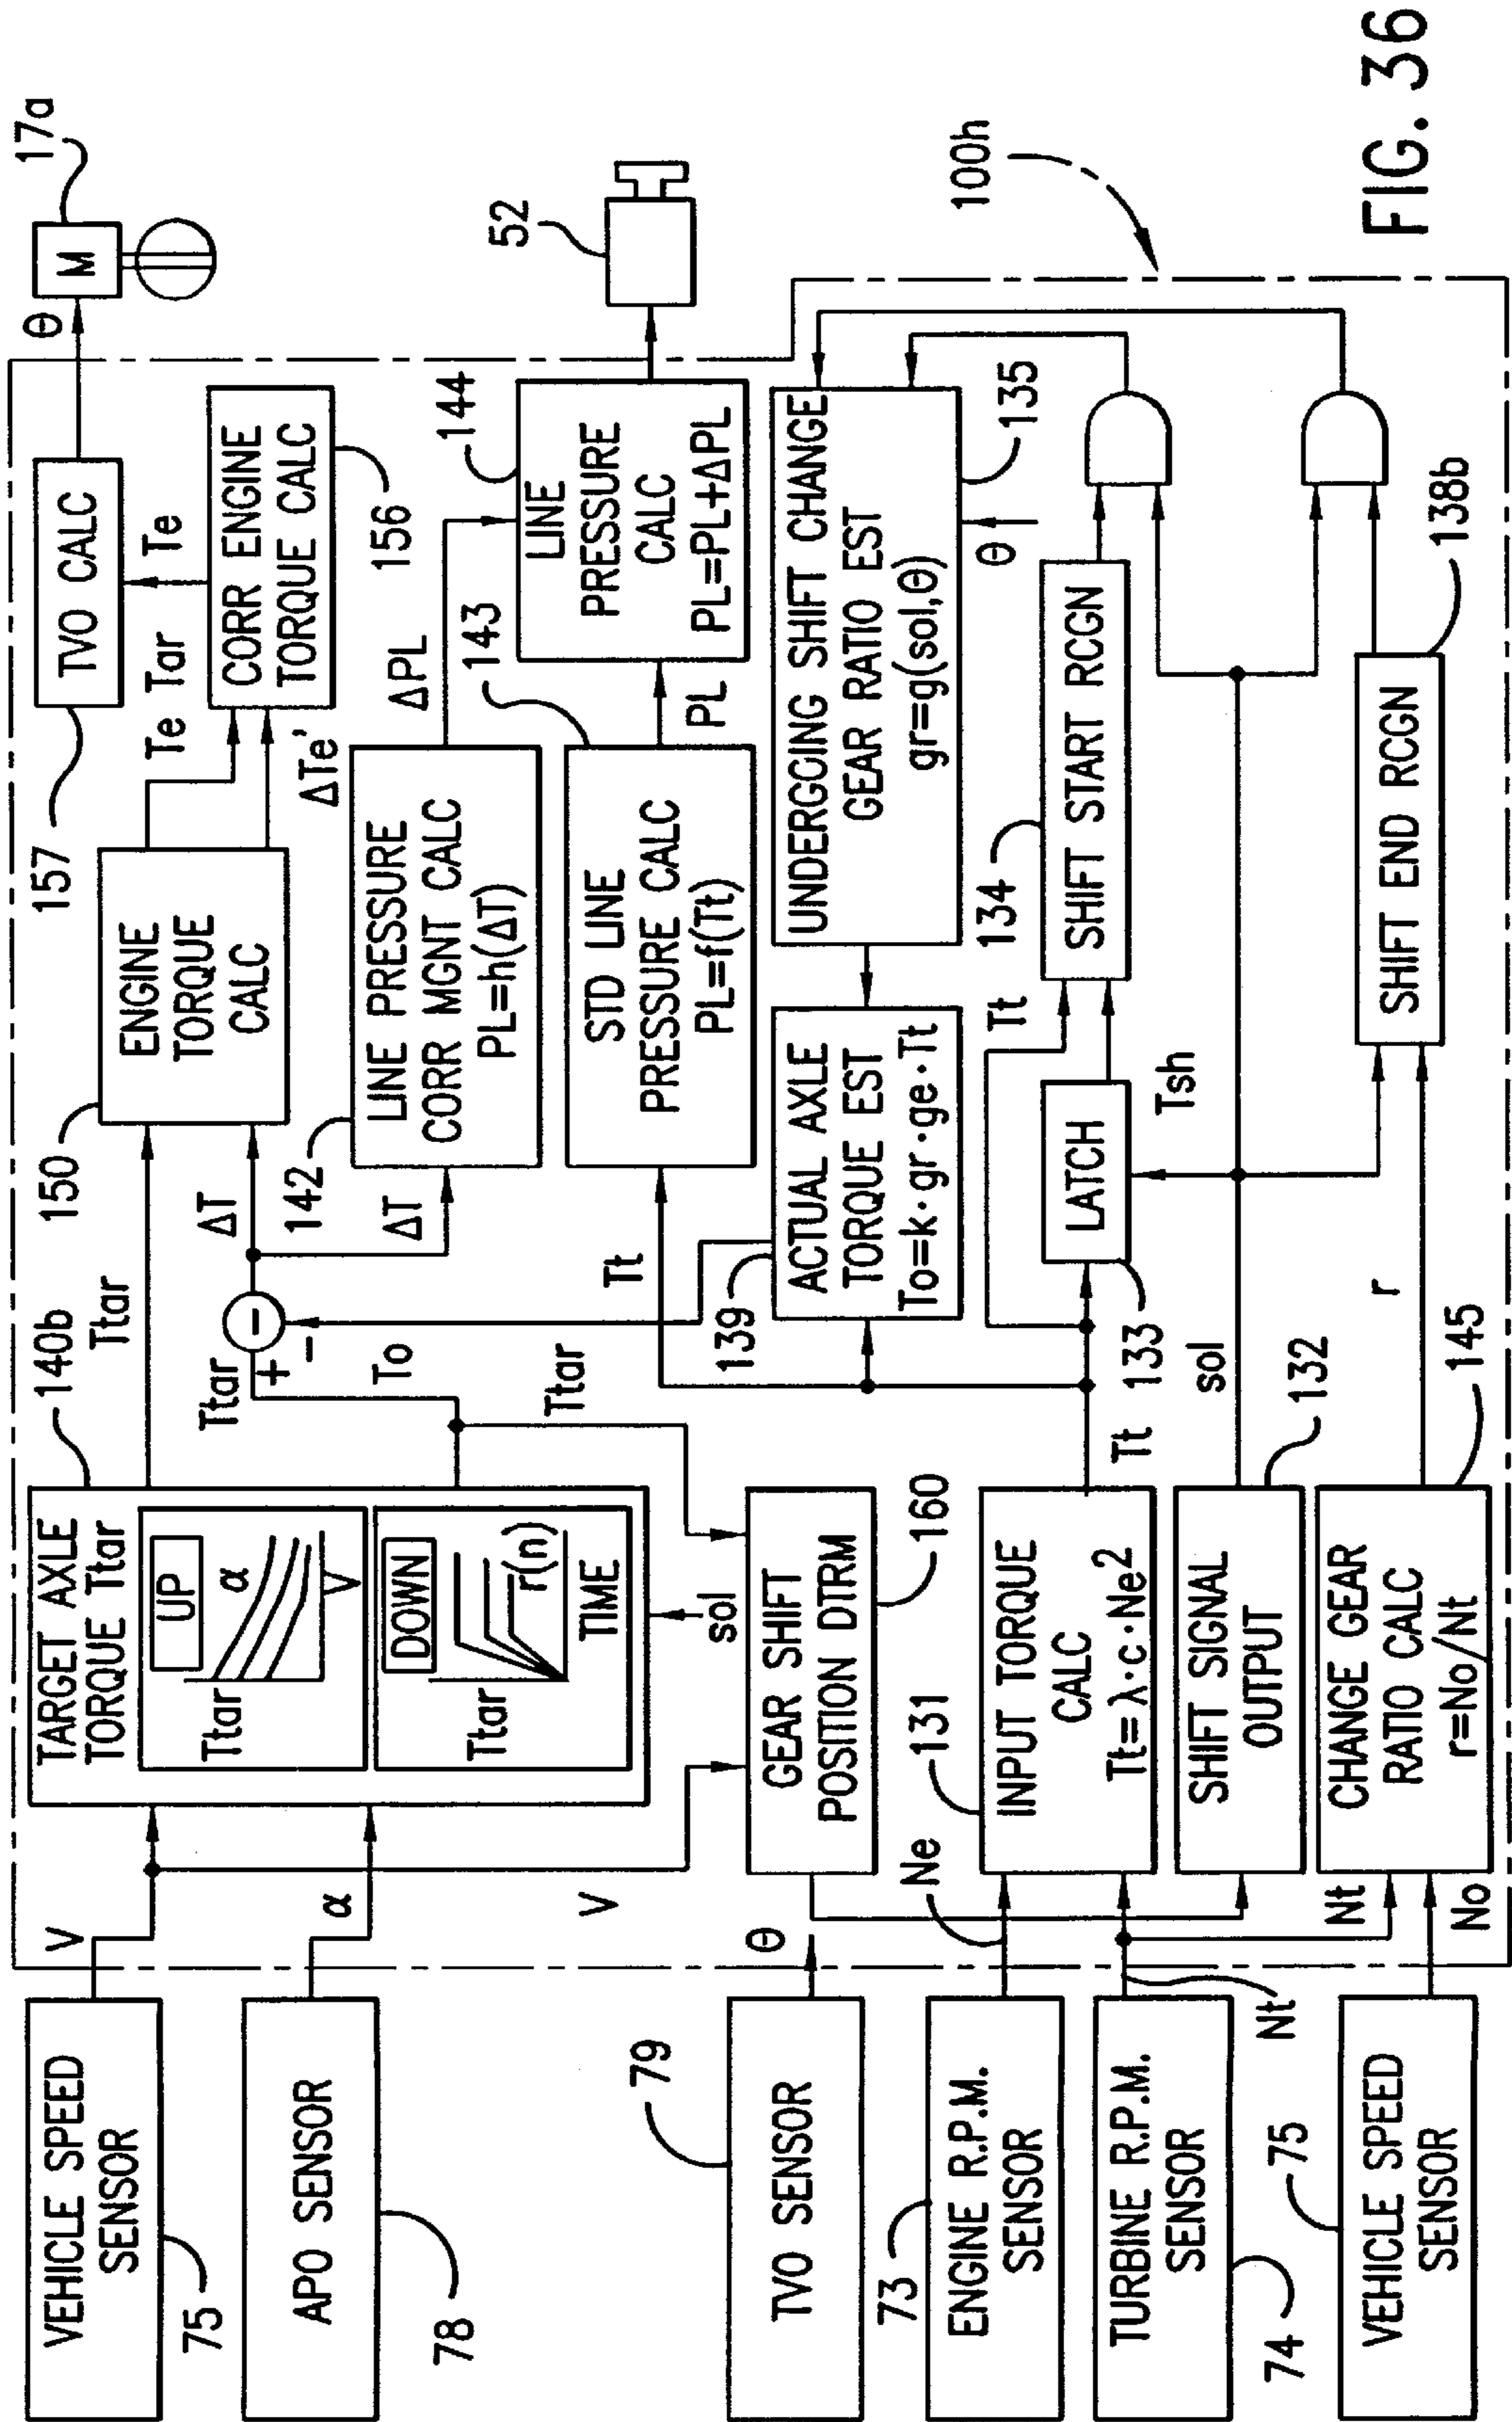 VEHICLE SPEED
SENSOR
75
APO SENSOR
78
TVO SENSOR
79
ENGINE R.P.M.
SENSOR
73
TURBINE R.P.M.
SENSOR
74
VEHICLE SPEED
SENSOR
75
V
α
V
θ
Ne
Nt
Nt
No
TARGET AXLE
TORQUE Ttar
UP
Ttar
α
V
DOWN
Ttar
r(n)
TIME
140b
sol
GEAR SHIFT
POSITION DTRM
160
INPUT TORQUE
CALC
Tt=λ·c·Ne2
131
SHIFT SIGNAL
OUTPUT
132
CHANGE GEAR
RATIO CALC
r=No/Nt
145
Ttar
Ttar
+
-
-
To
Ttar
ΔT
ΔT
Tt
Tt
sol
r
ENGINE
TORQUE
CALC
150
LINE PRESSURE
CORR MGNT CALC
PL=h(ΔT)
142
STD LINE
PRESSURE CALC
PL=f(Tt)
143
ACTUAL AXLE
TORQUE EST
To=k·gr·ge·Tt
139
LATCH
133
Tt
Tsh
Te Tar
ΔTe'
ΔPL
PL
TVO CALC
157
Te
CORR ENGINE
TORQUE CALC
156
LINE
PRESSURE
CALC
PL=PL+ΔPL
144
UNDERGOING SHIFT CHANGE
GEAR RATIO EST
gr=g(sol,θ)
135
θ
SHIFT START RCGN
134
SHIFT END RCGN
138b
θ
M
17a
52
100h
FIG. 36